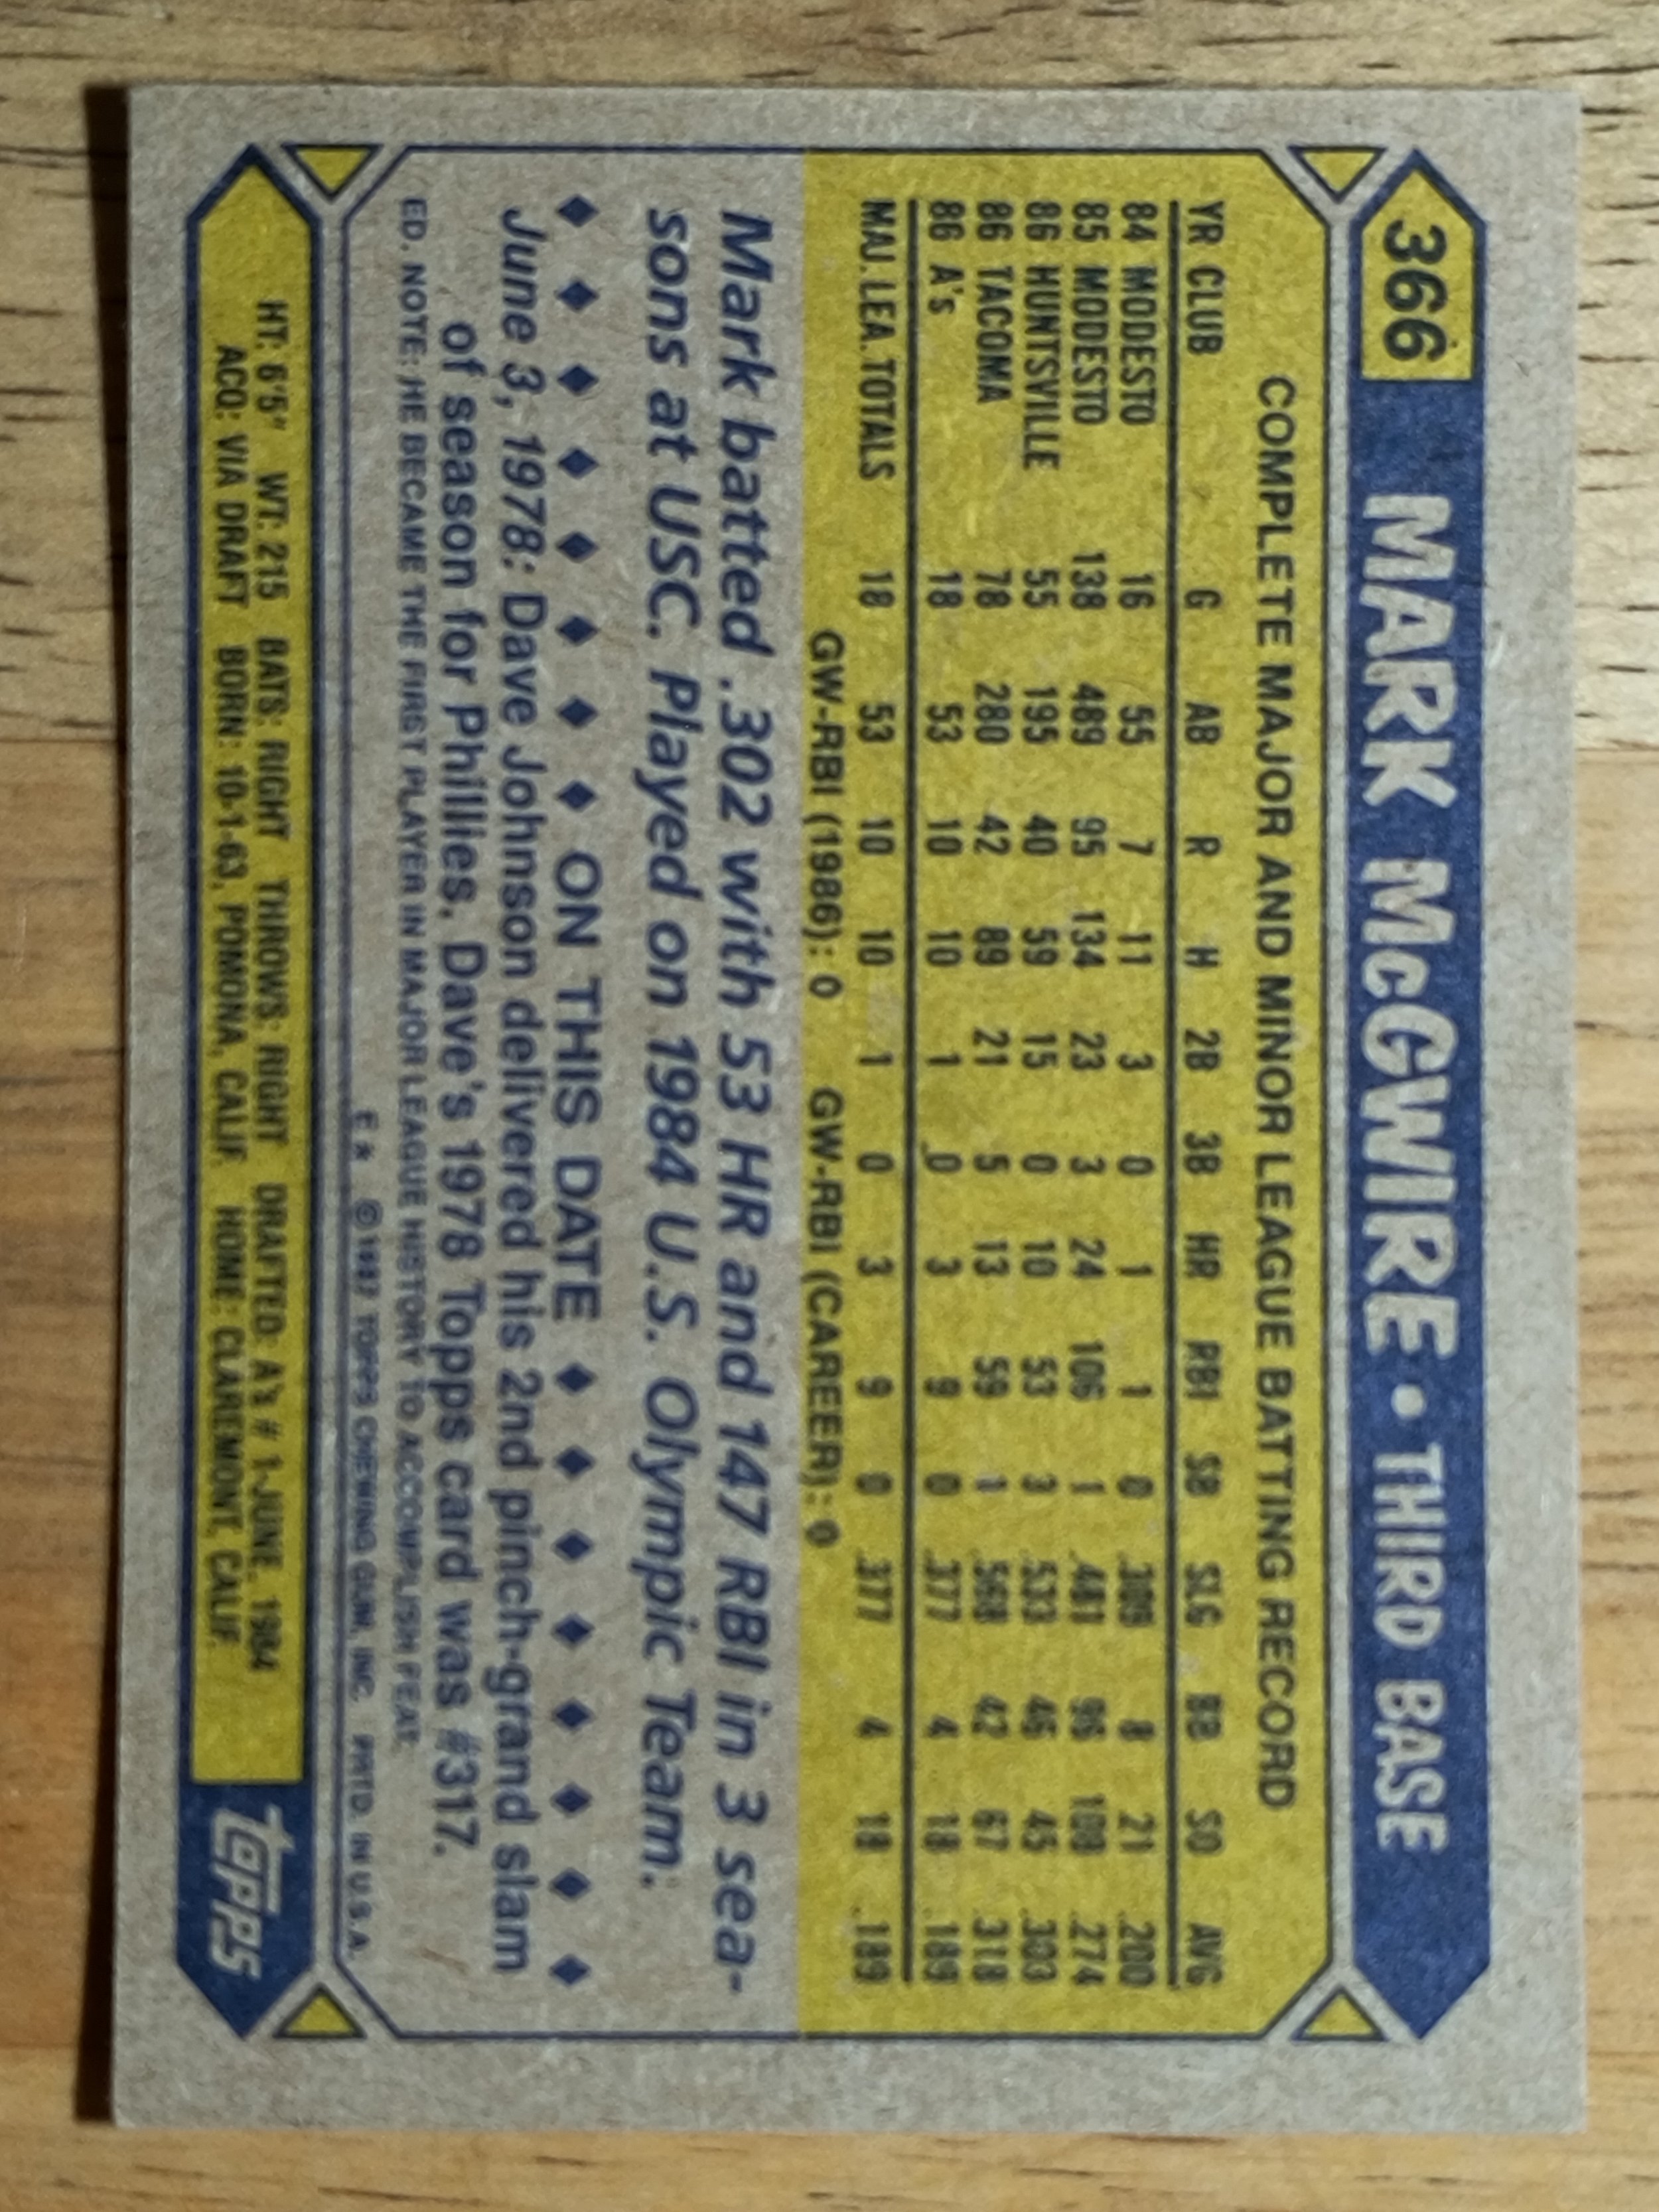 366 MARK McGWIRE • THIRD BASE
COMPLETE MAJOR AND MINOR LEAGUE BATTING RECORD
YR CLUB G AB R H 2B 3B HR RBI SB SLG BB SO AVG
84 MODESTO 16 55 7 11 3 0 1 1 0 .309 8 21 .200
85 MODESTO 138 489 95 134 23 3 24 106 1 .481 96 108 .274
86 HUNTSVILLE 55 195 40 59 15 0 10 53 3 .533 46 45 .303
86 TACOMA 78 280 42 89 21 5 13 59 1 .568 42 67 .318
86 A's 18 53 10 10 1 0 3 9 0 .377 4 18 .189
MAJ. LEA. TOTALS 18 53 10 10 1 0 3 9 0 .377 4 18 .189
GW-RBI (1986): 0 GW-RBI (CAREER): 0
Mark batted .302 with 53 HR and 147 RBI in 3 sea-
sons at USC. Played on 1984 U.S. Olympic Team.
♦ ♦ ♦ ♦ ♦ ♦ ♦ ♦ ON THIS DATE ♦ ♦ ♦ ♦ ♦ ♦ ♦ ♦
June 3, 1978: Dave Johnson delivered his 2nd pinch-grand slam
of season for Phillies. Dave's 1978 Topps card was #317.
ED. NOTE: HE BECAME THE FIRST PLAYER IN MAJOR LEAGUE HISTORY TO ACCOMPLISH FEAT.
©1987 TOPPS CHEWING GUM, INC. PRTD. IN U.S.A.
HT: 6'5" WT: 215 BATS: RIGHT THROWS: RIGHT DRAFTED: A's # 1-JUNE, 1984
ACQ: VIA DRAFT BORN: 10-1-63, POMONA, CALIF. HOME: CLAREMONT, CALIF.
topps